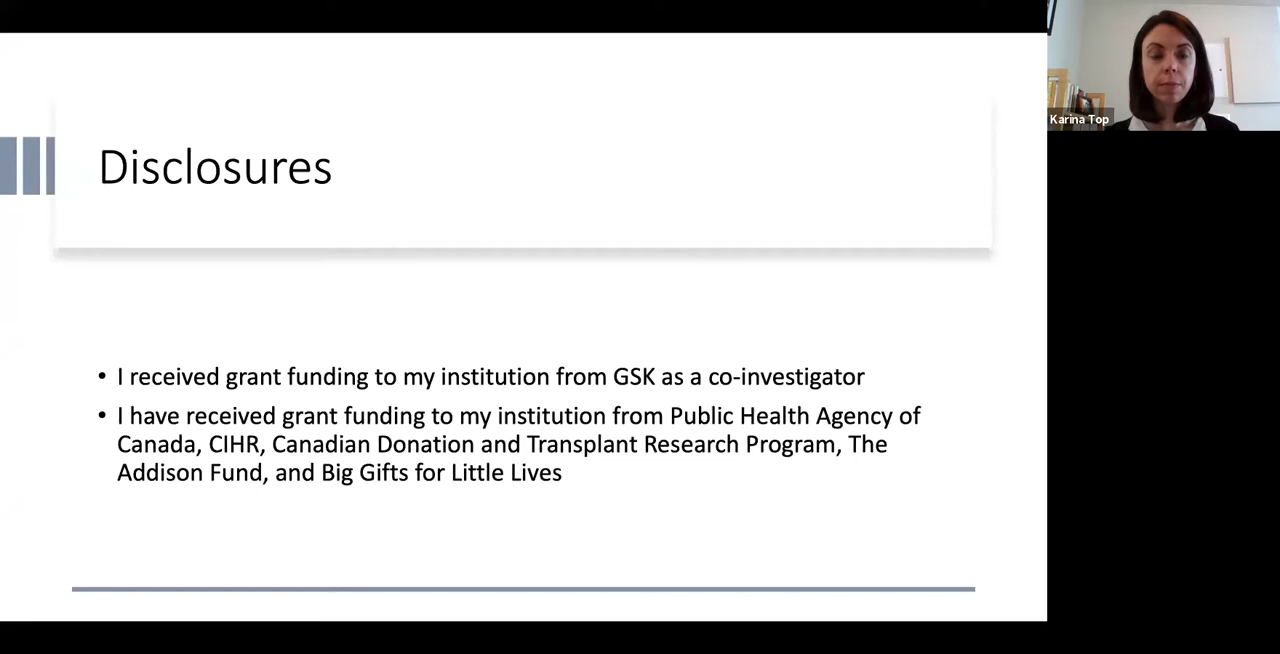 Disclosures
• I received grant funding to my institution from GSK as a co-investigator
• I have received grant funding to my institution from Public Health Agency of
Canada, CIHR, Canadian Donation and Transplant Research Program, The
Addison Fund, and Big Gifts for Little Lives
Karina Top